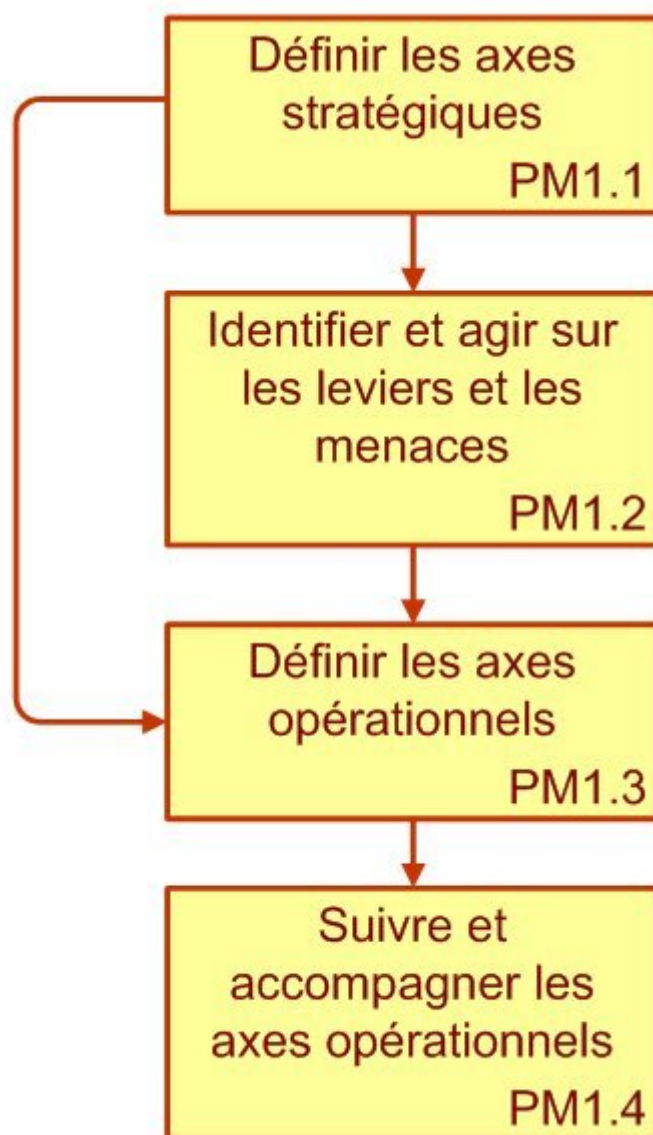 Définir les axes
stratégiques
PM1.1
Identifier et agir sur
les leviers et les
menaces
PM1.2
Définir les axes
opérationnels
PM1.3
Suivre et
accompagner les
axes opérationnels
PM1.4